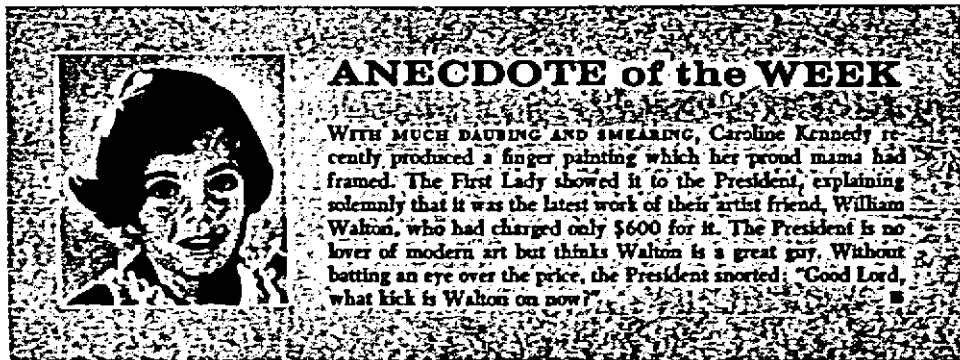 ANECDOTE of the WEEK
WITH MUCH DAUBING AND SMEARING, Caroline Kennedy re-
cently produced a finger painting which her proud mama had
framed. The First Lady showed it to the President, explaining
solemnly that it was the latest work of their artist friend, William
Walton, who had charged only $600 for it. The President is no
lover of modern art but thinks Walton is a great guy. Without
batting an eye over the price, the President snorted: "Good Lord,
what kick is Walton on now?"